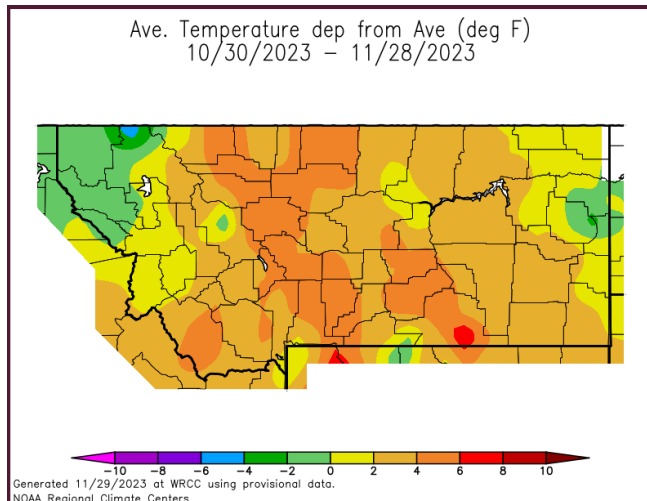 Ave. Temperature dep from Ave (deg F)
10/30/2023 – 11/28/2023
-10 -8 -6 -4 -2 0 2 4 6 8 10
Generated 11/29/2023 at WRCC using provisional data.
NOAA Regional Climate Centers